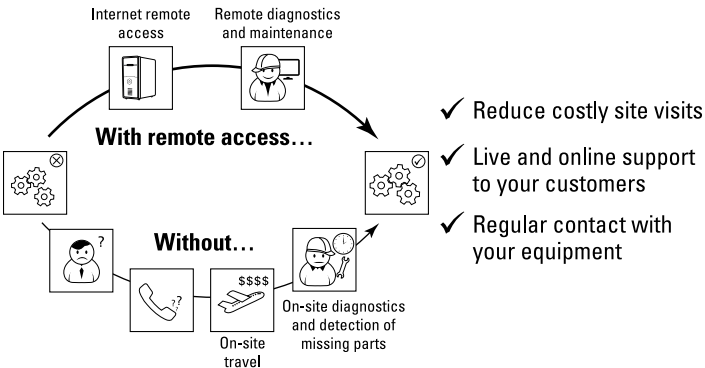 Internet remote
access
Remote diagnostics
and maintenance
With remote access...
Without...
?
??
$$$$
On-site
travel
On-site diagnostics
and detection of
missing parts
✓ Reduce costly site visits
✓ Live and online support
to your customers
✓ Regular contact with
your equipment